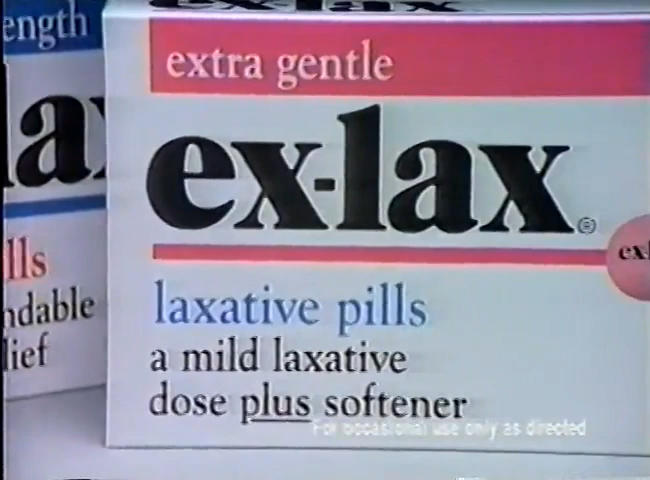 ength
la
lls
ndable
lief
extra gentle
ex-lax®
ex
laxative pills
a mild laxative
dose plus softener
For occasional use only as directed